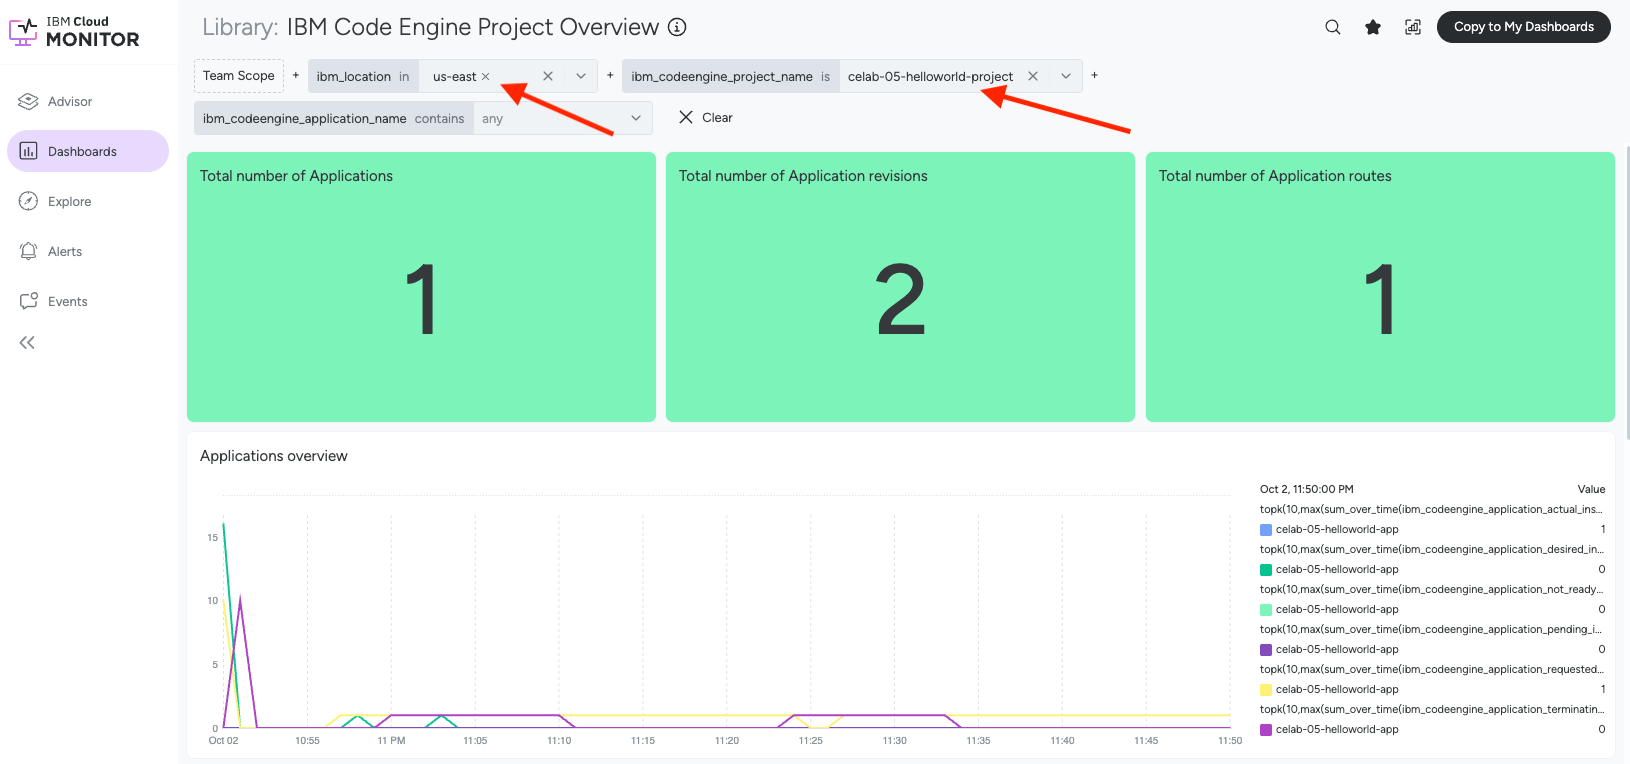 IBM Cloud
MONITOR
Library: IBM Code Engine Project Overview
Copy to My Dashboards
Team Scope + ibm_location in us-east + ibm_codeengine_project_name is celab-05-helloworld-project +
ibm_codeengine_application_name contains any Clear
Advisor
Dashboards
Explore
Alerts
Events
Total number of Applications
1
Total number of Application revisions
2
Total number of Application routes
1
Applications overview
15
10
5
0
Oct 02 10:55 11 PM 11:05 11:10 11:15 11:20 11:25 11:30 11:35 11:40 11:45 11:50
Oct 2, 11:50:00 PM Value
topk(10,max(sum_over_time(ibm_codeengine_application_actual_ins...
celab-05-helloworld-app 1
topk(10,max(sum_over_time(ibm_codeengine_application_desired_in...
celab-05-helloworld-app 0
topk(10,max(sum_over_time(ibm_codeengine_application_not_ready...
celab-05-helloworld-app 0
topk(10,max(sum_over_time(ibm_codeengine_application_pending_i...
celab-05-helloworld-app 0
topk(10,max(sum_over_time(ibm_codeengine_application_requested...
celab-05-helloworld-app 1
topk(10,max(sum_over_time(ibm_codeengine_application_terminatin...
celab-05-helloworld-app 0